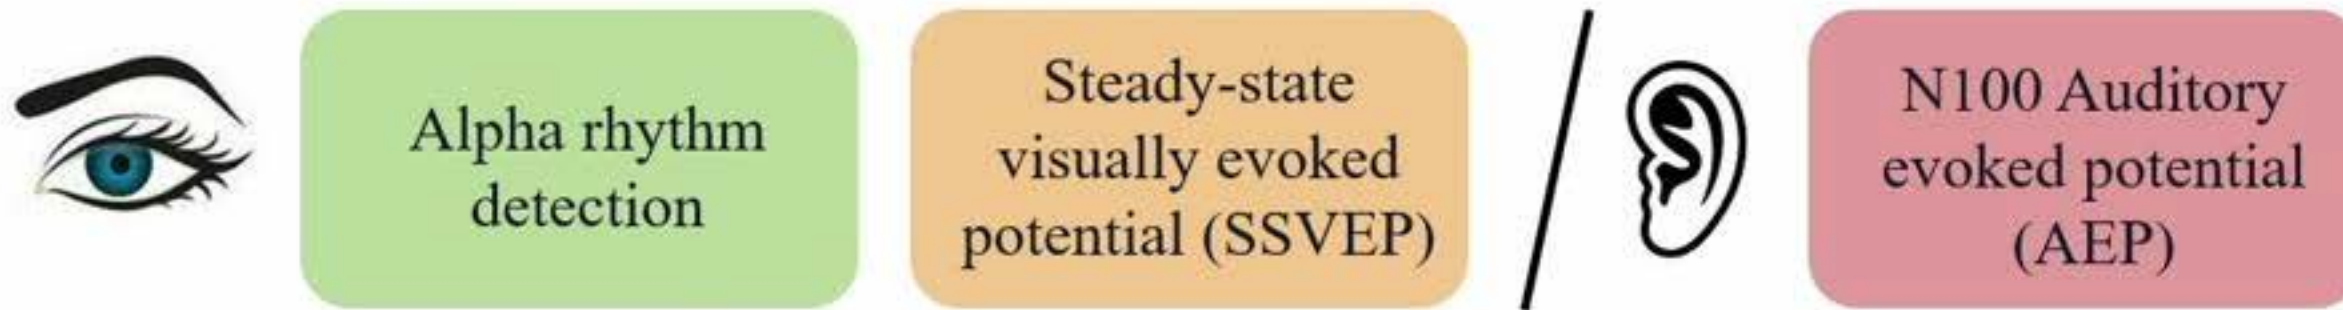 Alpha rhythm
detection
Steady-state
visually evoked
potential (SSVEP)
N100 Auditory
evoked potential
(AEP)